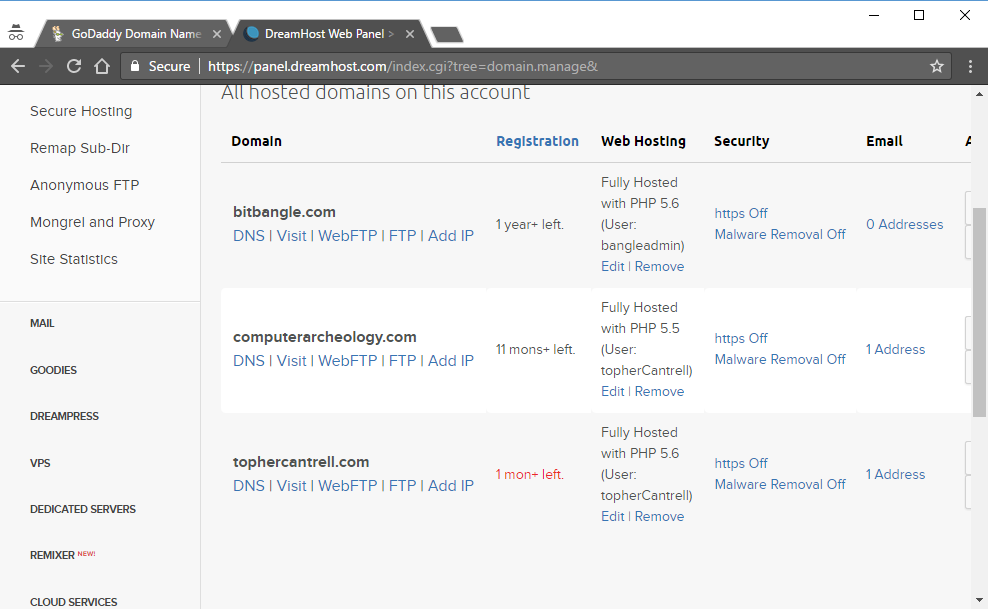 GoDaddy Domain Name
DreamHost Web Panel >
Secure
https://panel.dreamhost.com/index.cgi?tree=domain.manage&
Secure Hosting
Remap Sub-Dir
Anonymous FTP
Mongrel and Proxy
Site Statistics
MAIL
GOODIES
DREAMPRESS
VPS
DEDICATED SERVERS
REMIXER NEW!
CLOUD SERVICES
All hosted domains on this account
Domain Registration Web Hosting Security Email A
bitbangle.com
DNS | Visit | WebFTP | FTP | Add IP
1 year+ left.
Fully Hosted
with PHP 5.6
(User:
bangleadmin)
Edit | Remove
https Off
Malware Removal Off
0 Addresses
computerarcheology.com
DNS | Visit | WebFTP | FTP | Add IP
11 mons+ left.
Fully Hosted
with PHP 5.5
(User:
topherCantrell)
Edit | Remove
https Off
Malware Removal Off
1 Address
tophercantrell.com
DNS | Visit | WebFTP | FTP | Add IP
1 mon+ left.
Fully Hosted
with PHP 5.6
(User:
topherCantrell)
Edit | Remove
https Off
Malware Removal Off
1 Address